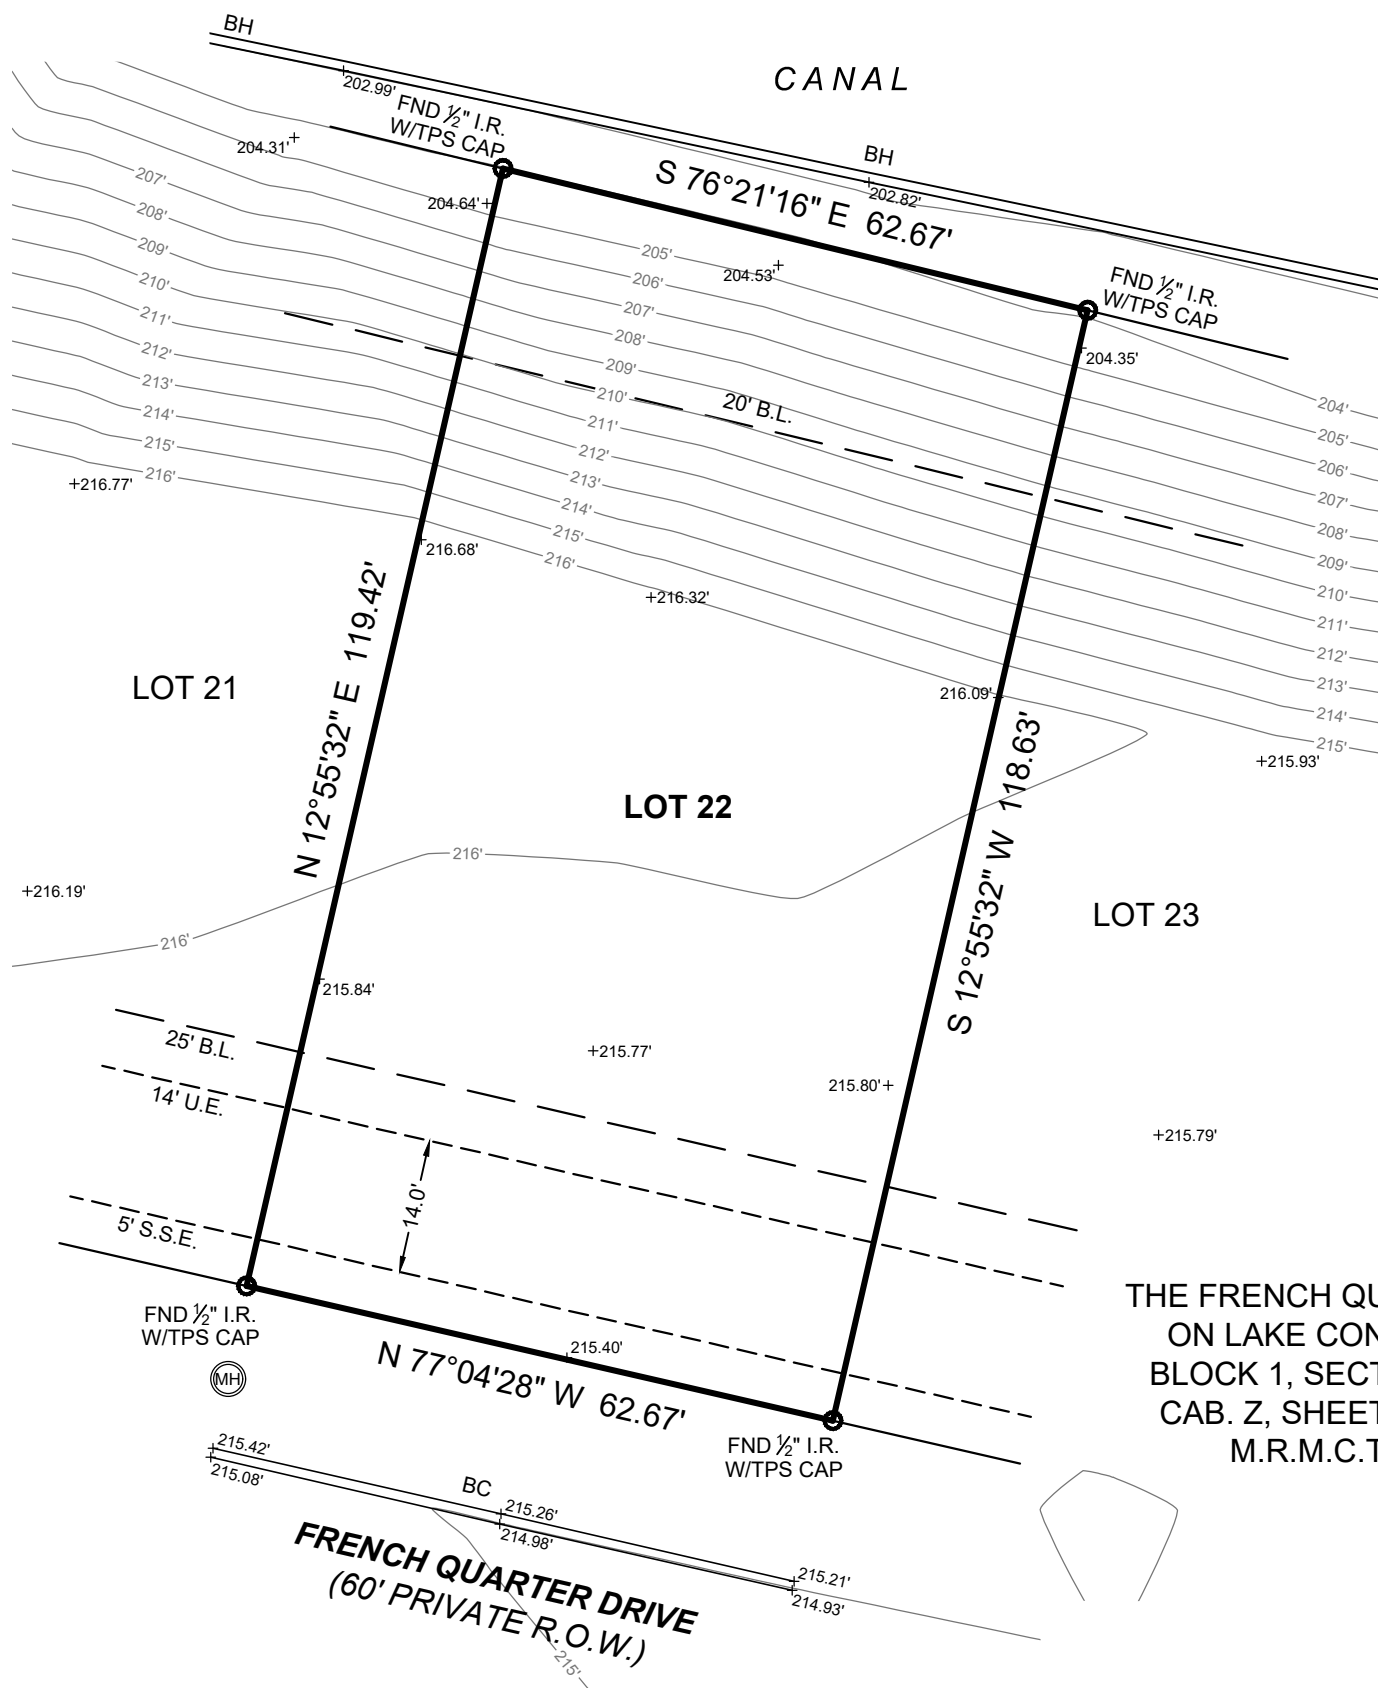 BH
CANAL
202.99'
FND ½" I.R.
W/TPS CAP
204.31'
BH
S 76°21'16" E 62.67'
202.82'
204.64'
207'
208'
209'
210'
211'
212'
213'
214'
215'
216'
205'
206'
207'
208'
209'
210'
211'
212'
213'
214'
215'
216'
204.53'
FND ½" I.R.
W/TPS CAP
204.35'
20' B.L.
204'
205'
206'
207'
208'
209'
210'
211'
212'
213'
214'
215'
216.77'
216.68'
216.32'
N 12°55'32" E 119.42'
LOT 21
216.09'
S 12°55'32" W 118.63'
215.93'
LOT 22
216'
216.19'
216'
LOT 23
215.84'
25' B.L.
14' U.E.
215.77'
215.80'
215.79'
14.0'
5' S.S.E.
FND ½" I.R.
W/TPS CAP
MH
215.40'
N 77°04'28" W 62.67'
FND ½" I.R.
W/TPS CAP
THE FRENCH QU
ON LAKE CON
BLOCK 1, SECT
CAB. Z, SHEET
M.R.M.C.T
215.42'
215.08'
BC
215.26'
214.98'
215.21'
214.93'
FRENCH QUARTER DRIVE
(60' PRIVATE R.O.W.)
215'